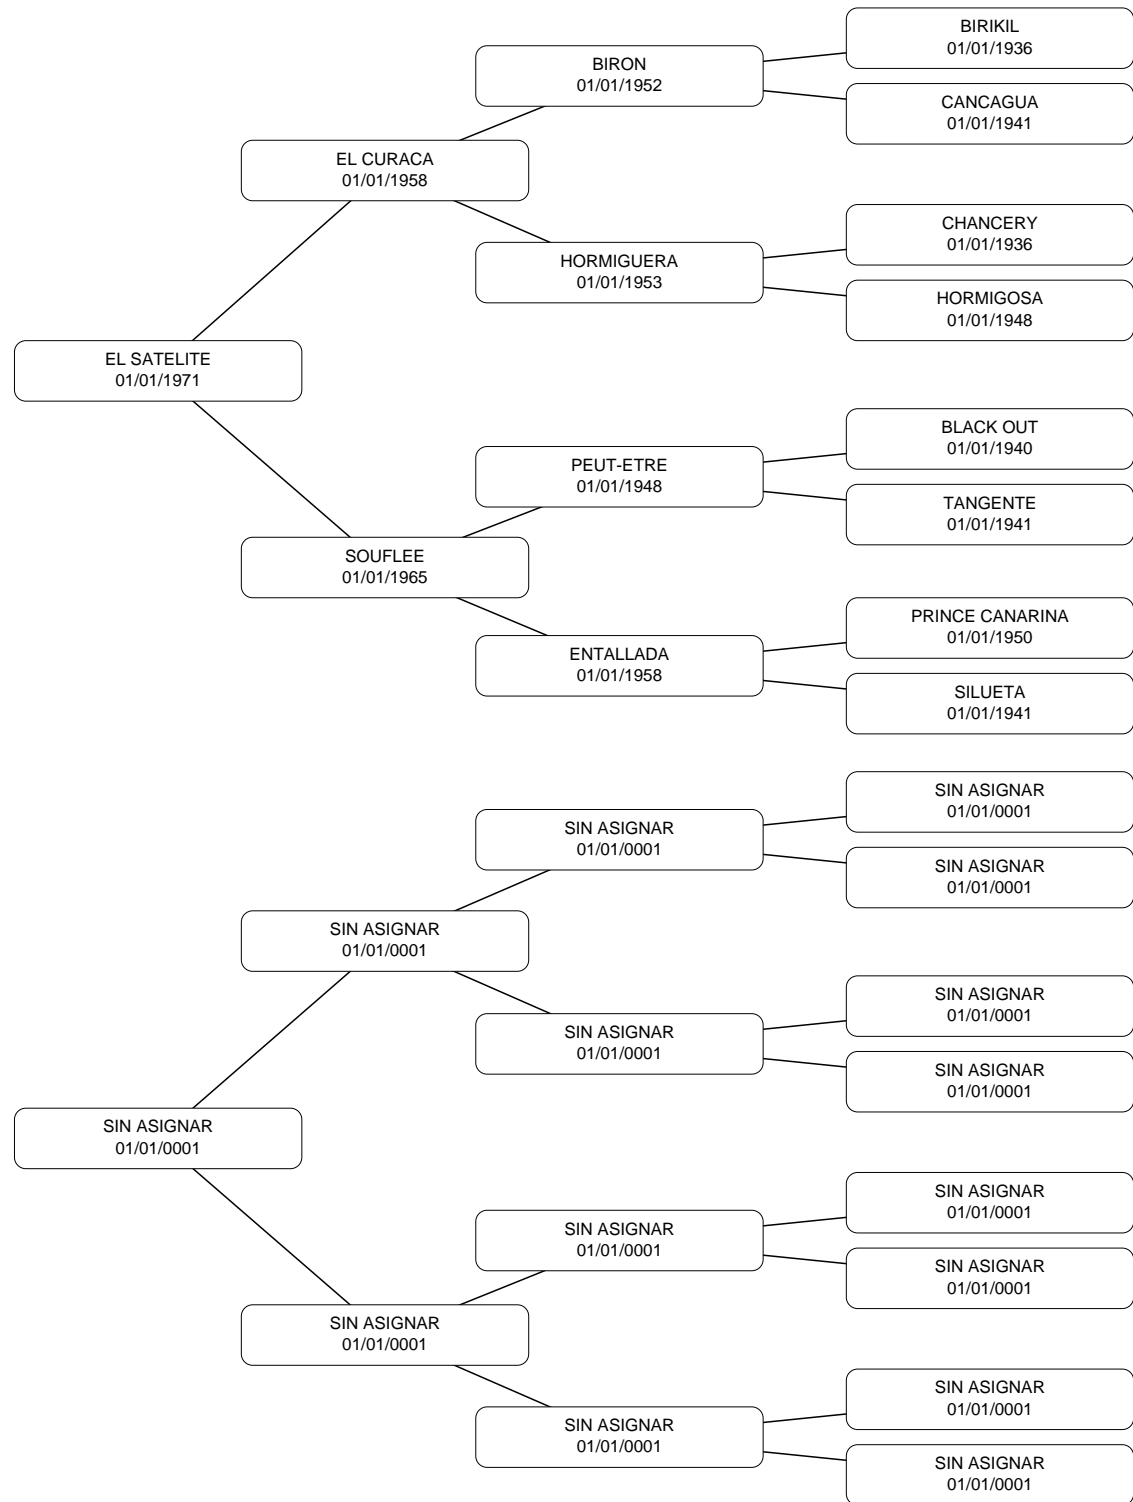 BIRIKIL
01/01/1936
BIRON
01/01/1952
CANCAGUA
01/01/1941
EL CURACA
01/01/1958
CHANCERY
01/01/1936
HORMIGUERA
01/01/1953
HORMIGOSA
01/01/1948
EL SATELITE
01/01/1971
BLACK OUT
01/01/1940
PEUT-ETRE
01/01/1948
TANGENTE
01/01/1941
SOUFLEE
01/01/1965
PRINCE CANARINA
01/01/1950
ENTALLADA
01/01/1958
SILUETA
01/01/1941
SIN ASIGNAR
01/01/0001
SIN ASIGNAR
01/01/0001
SIN ASIGNAR
01/01/0001
SIN ASIGNAR
01/01/0001
SIN ASIGNAR
01/01/0001
SIN ASIGNAR
01/01/0001
SIN ASIGNAR
01/01/0001
SIN ASIGNAR
01/01/0001
SIN ASIGNAR
01/01/0001
SIN ASIGNAR
01/01/0001
SIN ASIGNAR
01/01/0001
SIN ASIGNAR
01/01/0001
SIN ASIGNAR
01/01/0001
SIN ASIGNAR
01/01/0001
SIN ASIGNAR
01/01/0001